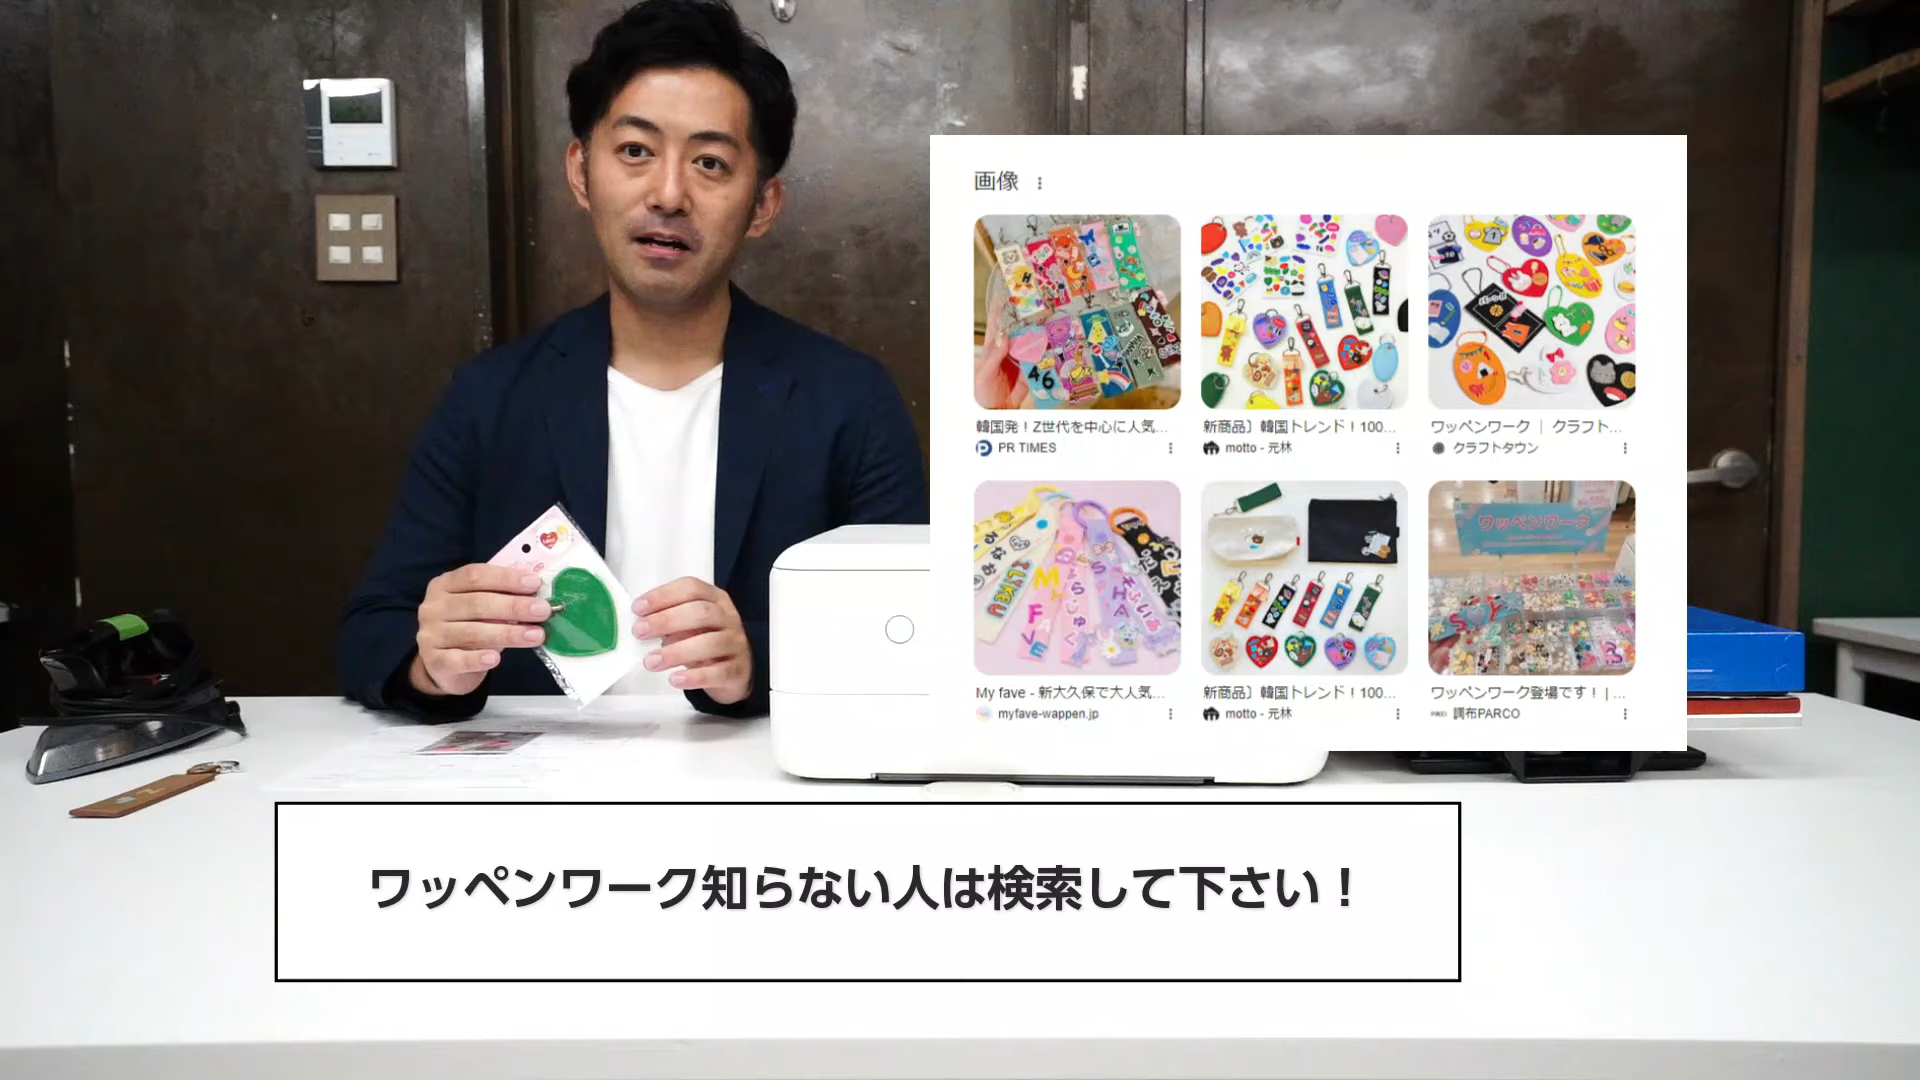 画像
韓国発！Z世代を中心に人気...
PR TIMES
新商品〕韓国トレンド！100...
motto - 元林
ワッペンワーク ｜ クラフト...
クラフトタウン
My fave - 新大久保で大人気...
myfave-wappen.jp
新商品〕韓国トレンド！100...
motto - 元林
ワッペンワーク
ワッペンワーク登場です！ | ...
調布PARCO
ワッペンワーク知らない人は検索して下さい！